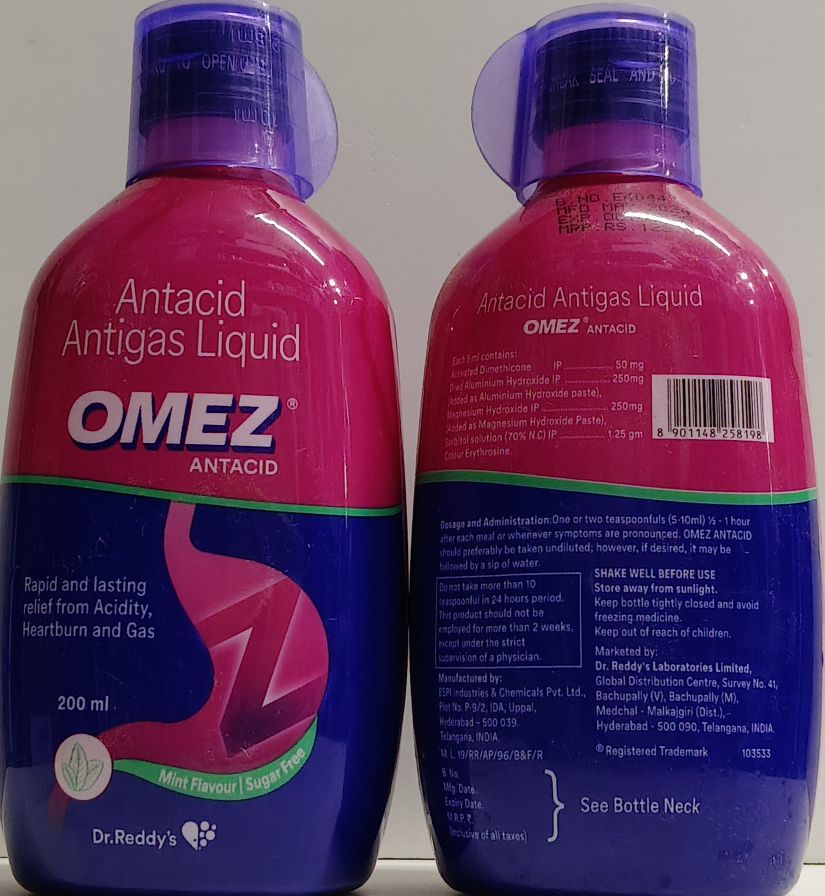 TO OPEN
Antacid
Antigas Liquid
OMEZ®
ANTACID
Rapid and lasting
relief from Acidity,
Heartburn and Gas
200 ml
Mint Flavour | Sugar Free
Dr.Reddy's
BREAK SEAL AND
B. NO.
MFD. MA
EXP.
MRP RS.
Antacid Antigas Liquid
OMEZ® ANTACID
Each 5 ml contains:
Activated Dimethicone IP .................. 50 mg
Dried Aluminium Hydroxide IP .................. 250mg
(Added as Aluminium Hydroxide paste),
Magnesium Hydroxide IP .................. 250mg
(Added as Magnesium Hydroxide Paste),
Sorbitol solution (70% N.C) IP .................. 1.25 gm
Colour Erythrosine.
8 901148 258198
Dosage and Administration: One or two teaspoonfuls (5-10ml) ½ - 1 hour
after each meal or whenever symptoms are pronounced. OMEZ ANTACID
should preferably be taken undiluted; however, if desired, it may be
followed by a sip of water.
Do not take more than 10
teaspoonful in 24 hours period.
This product should not be
employed for more than 2 weeks,
except under the strict
supervision of a physician.
SHAKE WELL BEFORE USE
Store away from sunlight.
Keep bottle tightly closed and avoid
freezing medicine.
Keep out of reach of children.
Manufactured by:
ESPI Industries & Chemicals Pvt. Ltd.,
Plot No. P-9/2, IDA, Uppal,
Hyderabad - 500 039.
Telangana, INDIA.
M.L. 19/RR/AP/96/B&F/R
Marketed by:
Dr. Reddy's Laboratories Limited,
Global Distribution Centre, Survey No. 41,
Bachupally (V), Bachupally (M),
Medchal - Malkajgiri (Dist.),-
Hyderabad - 500 090, Telangana, INDIA.
® Registered Trademark 103533
B. No.
Mfg. Date.
Expiry Date.
M.R.P. ₹.
(inclusive of all taxes)
See Bottle Neck